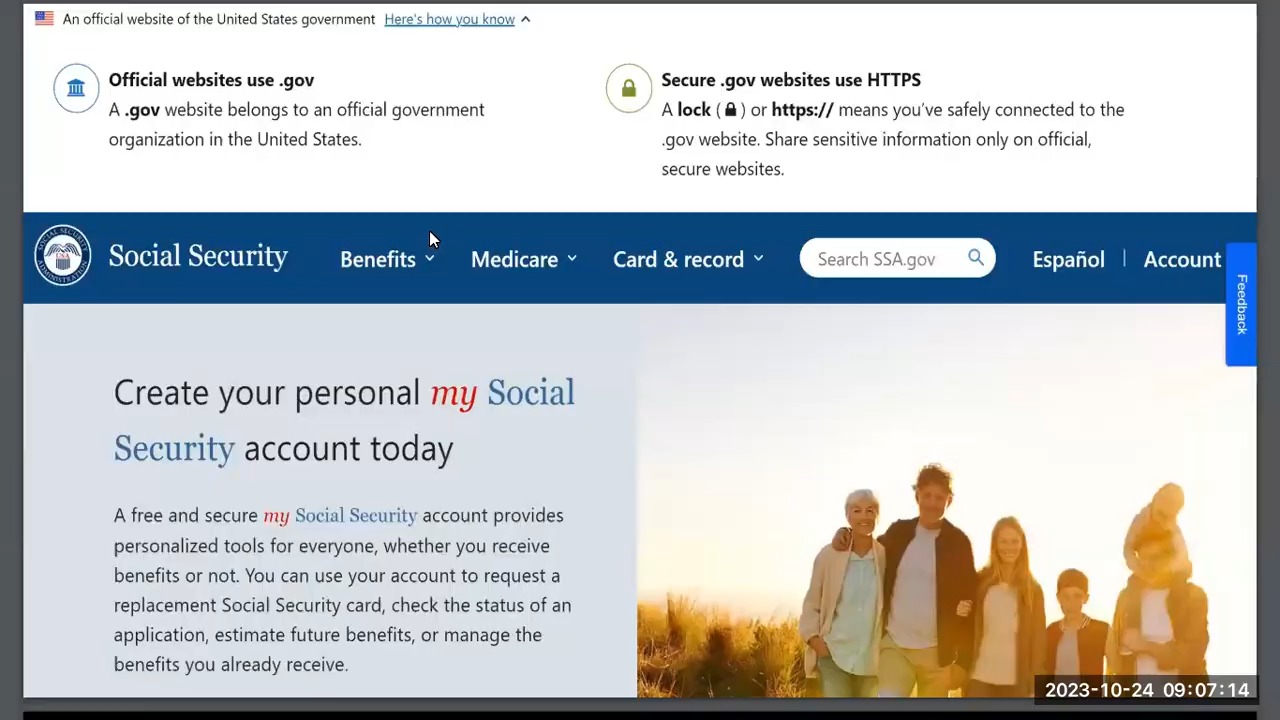 An official website of the United States government Here's how you know
Official websites use .gov
A .gov website belongs to an official government
organization in the United States.
Secure .gov websites use HTTPS
A lock ( ) or https:// means you've safely connected to the
.gov website. Share sensitive information only on official,
secure websites.
Social Security Benefits Medicare Card & record Search SSA.gov Español Account
Feedback
Create your personal my Social
Security account today
A free and secure my Social Security account provides
personalized tools for everyone, whether you receive
benefits or not. You can use your account to request a
replacement Social Security card, check the status of an
application, estimate future benefits, or manage the
benefits you already receive.
2023-10-24 09:07:14